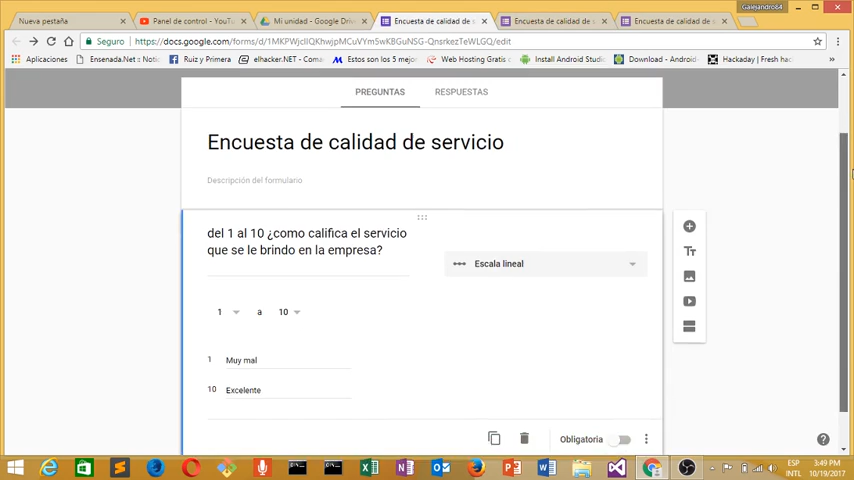 Galejandro84
Nueva pestaña
Panel de control - YouTu
Mi unidad - Google Driv
Encuesta de calidad de s
Encuesta de calidad de s
Encuesta de calidad de s
Seguro
https://docs.google.com/forms/d/1MKPWjclIQKhwjpMCuVYm5wKBGuNSG-QnsrkezTeWLGQ/edit
Aplicaciones
Ensenada.Net :: Notic
Ruiz y Primera
elhacker.NET - Coma
Estos son los 5 mejor
Web Hosting Gratis c
Install Android Studi
Download - Android
Hackaday | Fresh hac
PREGUNTAS
RESPUESTAS
Encuesta de calidad de servicio
Descripción del formulario
del 1 al 10 ¿como califica el servicio
que se le brindo en la empresa?
Escala lineal
1 a 10
1 Muy mal
10 Excelente
Obligatoria
ESP
INTL
3:49 PM
10/19/2017